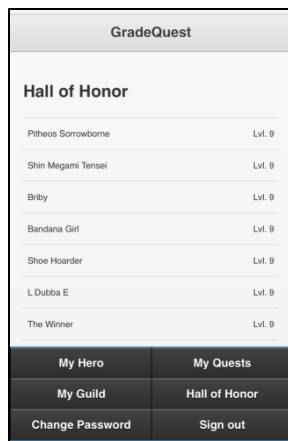 GradeQuest
Hall of Honor
Pitheos Sorrowborne Lvl. 9
Shin Megami Tensei Lvl. 9
Briby Lvl. 9
Bandana Girl Lvl. 9
Shoe Hoarder Lvl. 9
L Dubba E Lvl. 9
The Winner Lvl. 9
My Hero My Quests
My Guild Hall of Honor
Change Password Sign out